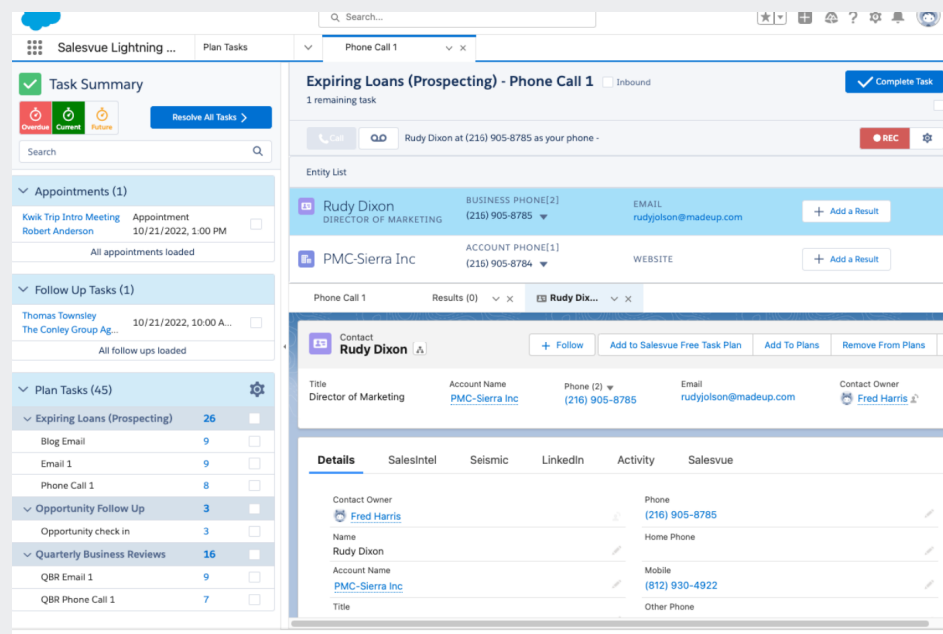 Search...
Salesvue Lightning ...
Plan Tasks
Phone Call 1
Task Summary
Overdue
Current
Future
Resolve All Tasks
Search
Appointments (1)
Kwik Trip Intro Meeting Appointment
Robert Anderson 10/21/2022, 1:00 PM
All appointments loaded
Follow Up Tasks (1)
Thomas Townsley
The Conley Group Ag... 10/21/2022, 10:00 A...
All follow ups loaded
Plan Tasks (45)
Expiring Loans (Prospecting) 26
Blog Email 9
Email 1 9
Phone Call 1 8
Opportunity Follow Up 3
Opportunity check in 3
Quarterly Business Reviews 16
QBR Email 1 9
QBR Phone Call 1 7
Expiring Loans (Prospecting) - Phone Call 1 Inbound
Complete Task
1 remaining task
Call
Rudy Dixon at (216) 905-8785 as your phone -
REC
Entity List
Rudy Dixon
DIRECTOR OF MARKETING
BUSINESS PHONE[2]
(216) 905-8785
EMAIL
rudyjolson@madeup.com
Add a Result
PMC-Sierra Inc
ACCOUNT PHONE[1]
(216) 905-8784
WEBSITE
Add a Result
Phone Call 1
Results (0)
Rudy Dix...
Contact
Rudy Dixon
Follow
Add to Salesvue Free Task Plan
Add To Plans
Remove From Plans
Title
Director of Marketing
Account Name
PMC-Sierra Inc
Phone (2)
(216) 905-8785
Email
rudyjolson@madeup.com
Contact Owner
Fred Harris
Details
SalesIntel
Seismic
LinkedIn
Activity
Salesvue
Contact Owner
Fred Harris
Name
Rudy Dixon
Account Name
PMC-Sierra Inc
Title
Phone
(216) 905-8785
Home Phone
Mobile
(812) 930-4922
Other Phone